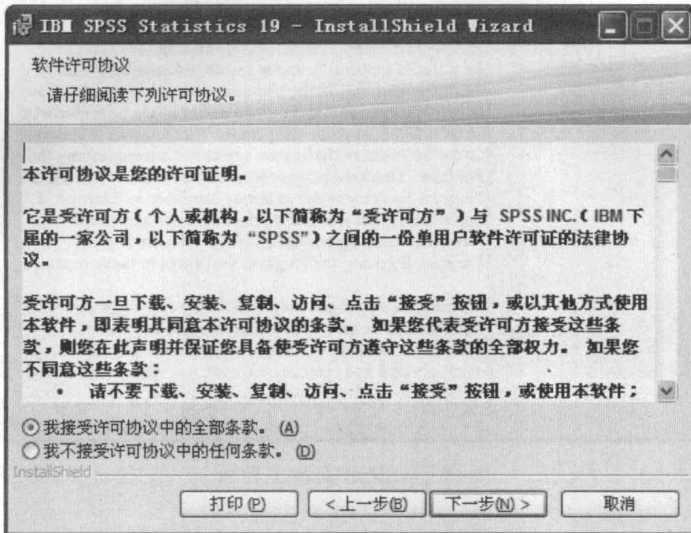 IBM SPSS Statistics 19 - InstallShield Wizard
软件许可协议
请仔细阅读下列许可协议。
本许可协议是您的许可证明。
它是受许可方（个人或机构，以下简称为“受许可方”）与 SPSS INC.（IBM 下
属的一家公司，以下简称为 “SPSS”）之间的一份单用户软件许可证的法律协
议。
受许可方一旦下载、安装、复制、访问、点击“接受”按钮，或以其他方式使用
本软件，即表明其同意本许可协议的条款。 如果您代表受许可方接受这些条
款，则您在此声明并保证您具备使受许可方遵守这些条款的全部权力。 如果您
不同意这些条款：
• 请不要下载、安装、复制、访问、点击“接受”按钮，或使用本软件；
我接受许可协议中的全部条款。(A)
我不接受许可协议中的任何条款。(D)
InstallShield
打印(P) <上一步(B) 下一步(N) > 取消